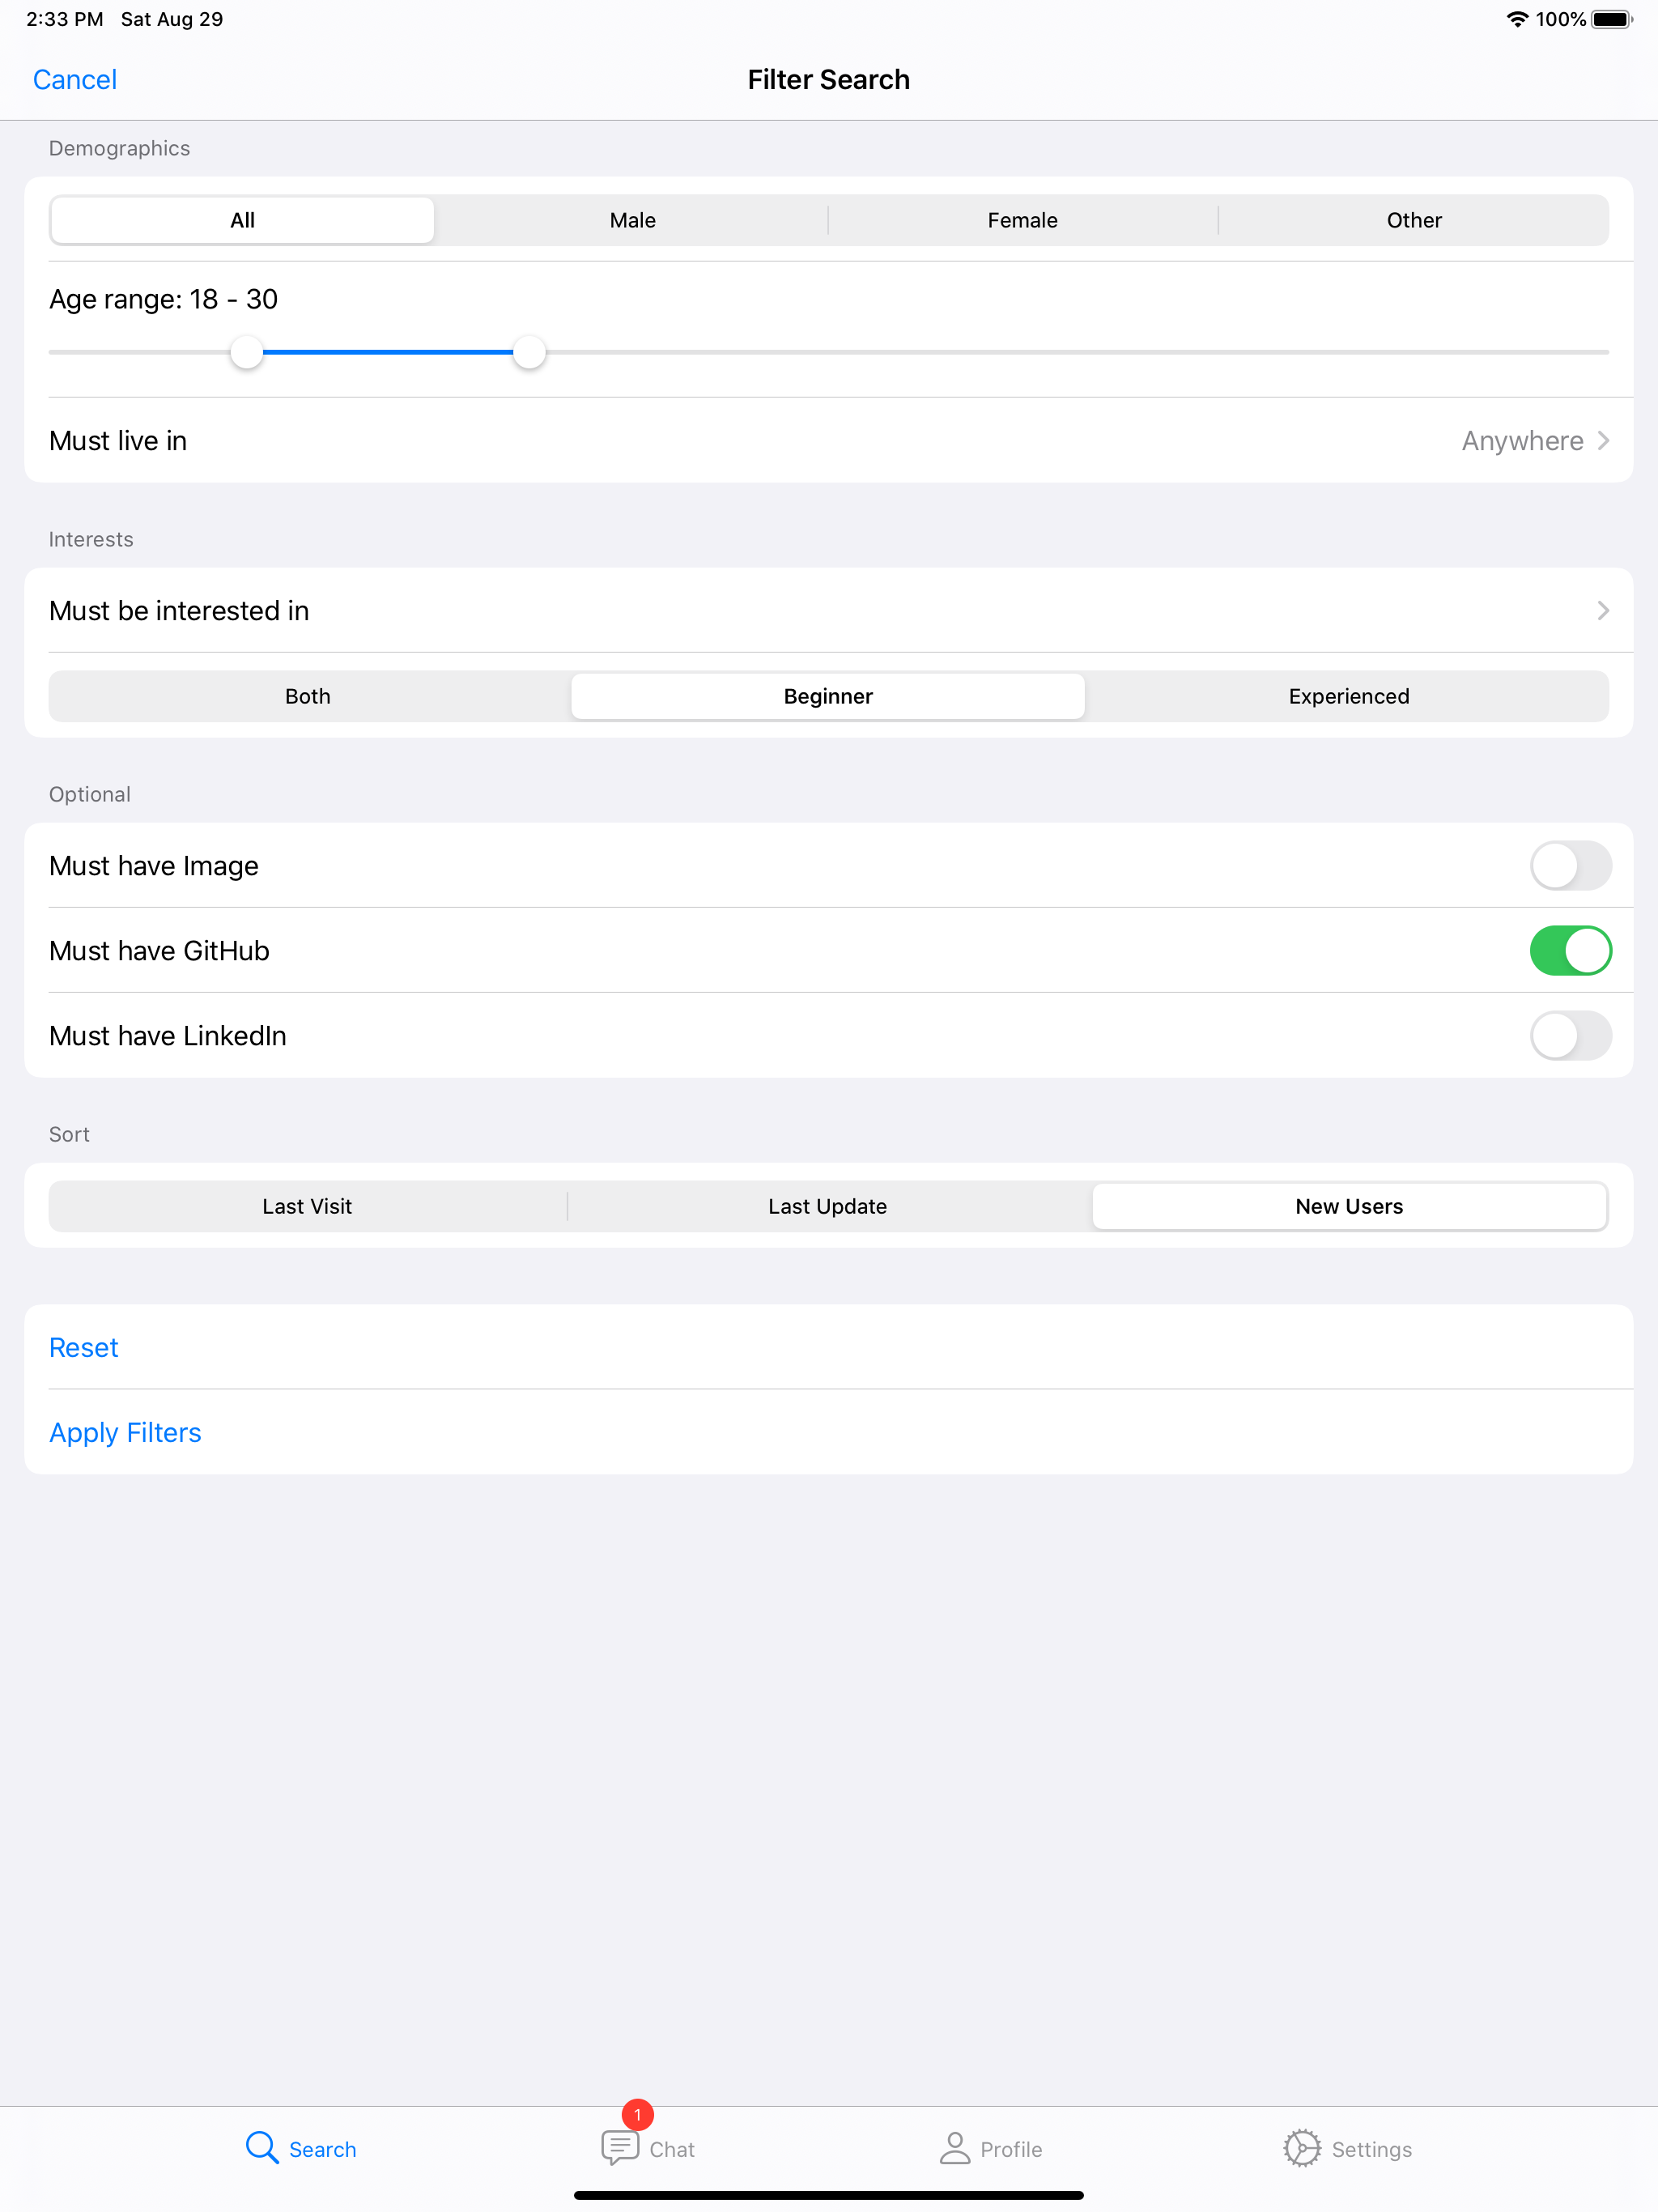 2:33 PM Sat Aug 29 100%
Cancel Filter Search
Demographics
All Male Female Other
Age range: 18 - 30
Must live in Anywhere
Interests
Must be interested in
Both Beginner Experienced
Optional
Must have Image
Must have GitHub
Must have LinkedIn
Sort
Last Visit Last Update New Users
Reset
Apply Filters
1
Search Chat Profile Settings